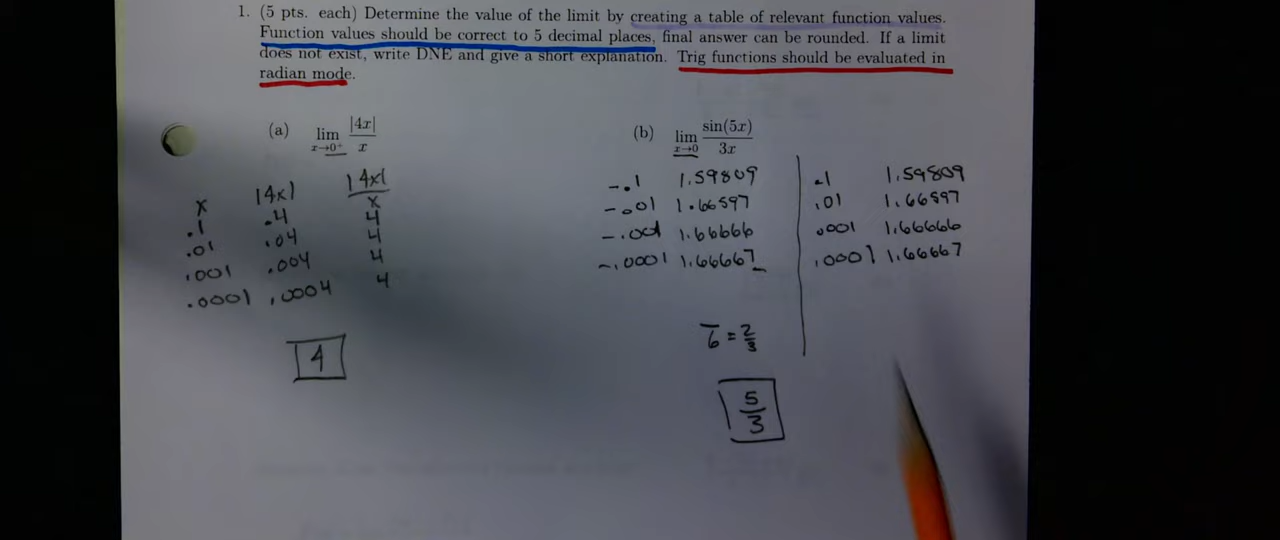 1. (5 pts. each) Determine the value of the limit by creating a table of relevant function values.
Function values should be correct to 5 decimal places, final answer can be rounded. If a limit
does not exist, write DNE and give a short explanation. Trig functions should be evaluated in
radian mode.
(a) lim x→0⁺ |4x|/x
x |4x| |4x|/x
.1 .4 4
.01 .04 4
.001 .004 4
.0001 .0004 4
4
(b) lim x→0 sin(5x)/3x
-.1 1.59809
-.01 1.66597
-.001 1.66666
-.0001 1.66667
.1 1.59809
.01 1.66597
.0001 1.66666
.0001 1.66667
.6̅ = 2/3
5/3